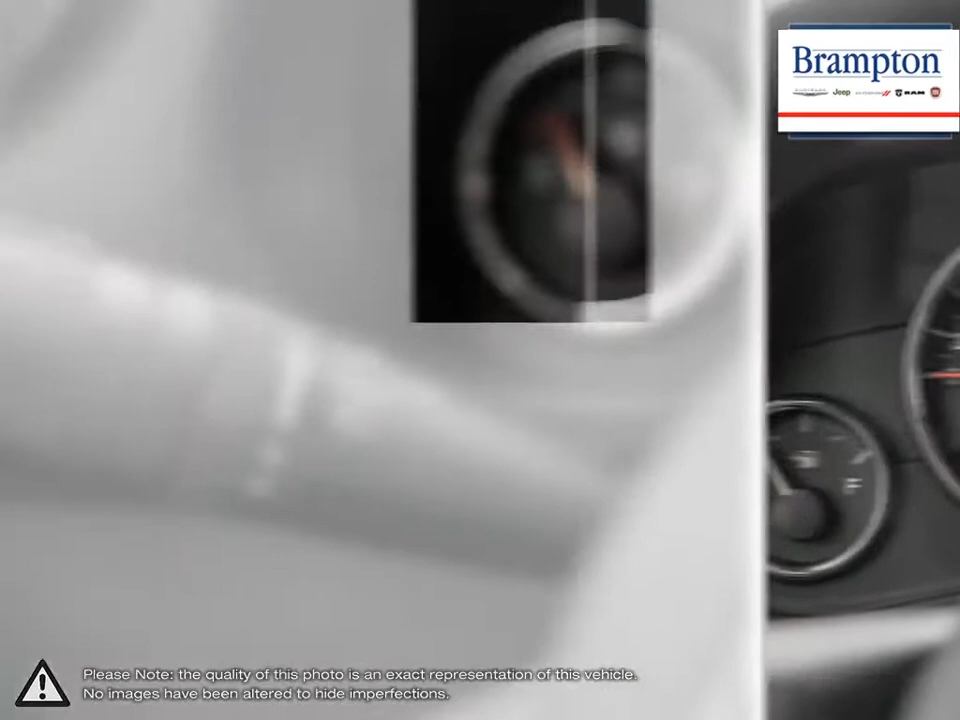 Brampton
Jeep
RAM
Please Note: the quality of this photo is an exact representation of this vehicle.
No images have been altered to hide imperfections.